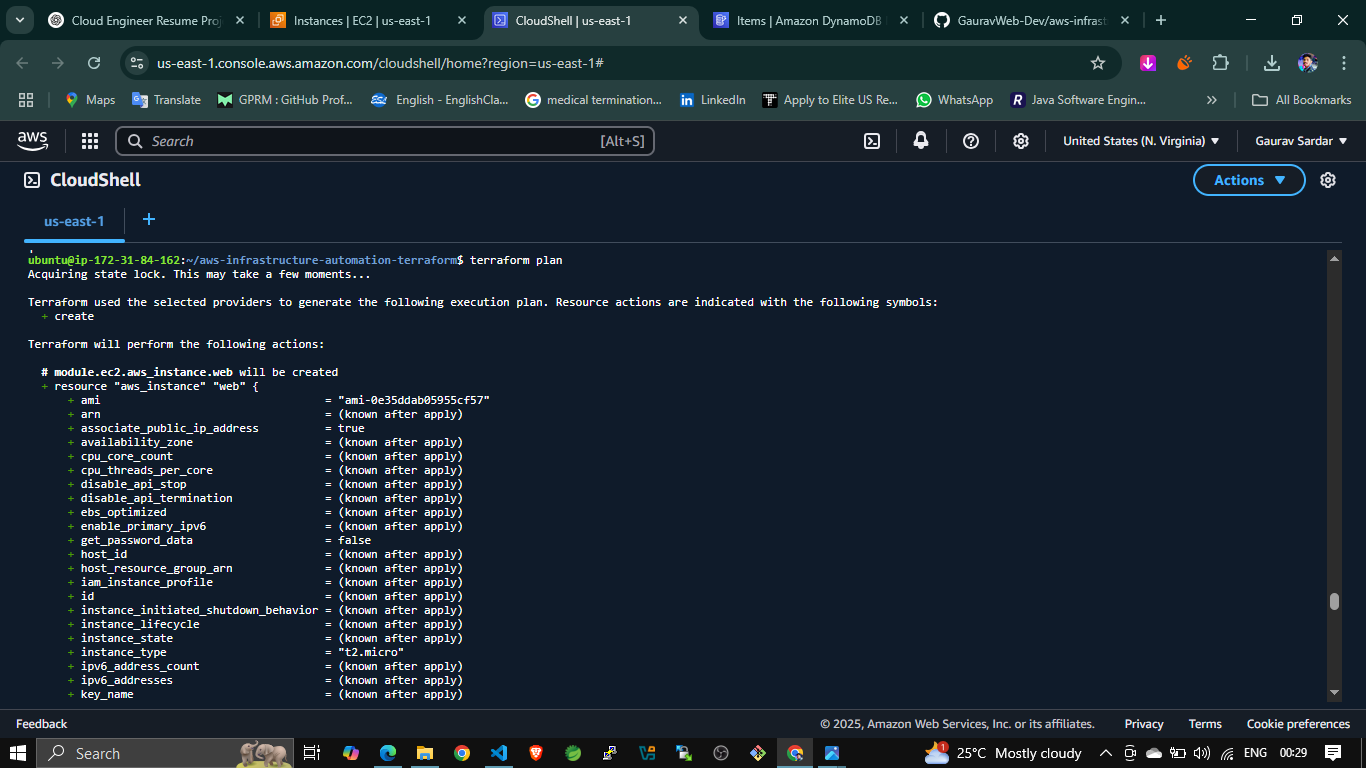 Cloud Engineer Resume Proj
Instances | EC2 | us-east-1
CloudShell | us-east-1
Items | Amazon DynamoDB
GauravWeb-Dev/aws-infrast
us-east-1.console.aws.amazon.com/cloudshell/home?region=us-east-1#
Maps
Translate
GPRM : GitHub Prof...
English - EnglishCla...
medical termination...
LinkedIn
Apply to Elite US Re...
WhatsApp
Java Software Engin...
»
All Bookmarks
aws
Search
[Alt+S]
United States (N. Virginia)
Gaurav Sardar
CloudShell
Actions
us-east-1
+
ubuntu@ip-172-31-84-162:~/aws-infrastructure-automation-terraform$ terraform plan
Acquiring state lock. This may take a few moments...
Terraform used the selected providers to generate the following execution plan. Resource actions are indicated with the following symbols:
+ create
Terraform will perform the following actions:
# module.ec2.aws_instance.web will be created
+ resource "aws_instance" "web" {
+ ami = "ami-0e35ddab05955cf57"
+ arn = (known after apply)
+ associate_public_ip_address = true
+ availability_zone = (known after apply)
+ cpu_core_count = (known after apply)
+ cpu_threads_per_core = (known after apply)
+ disable_api_stop = (known after apply)
+ disable_api_termination = (known after apply)
+ ebs_optimized = (known after apply)
+ enable_primary_ipv6 = (known after apply)
+ get_password_data = false
+ host_id = (known after apply)
+ host_resource_group_arn = (known after apply)
+ iam_instance_profile = (known after apply)
+ id = (known after apply)
+ instance_initiated_shutdown_behavior = (known after apply)
+ instance_lifecycle = (known after apply)
+ instance_state = (known after apply)
+ instance_type = "t2.micro"
+ ipv6_address_count = (known after apply)
+ ipv6_addresses = (known after apply)
+ key_name = (known after apply)
Feedback
© 2025, Amazon Web Services, Inc. or its affiliates.
Privacy
Terms
Cookie preferences
Search
1
25°C Mostly cloudy
ENG
00:29